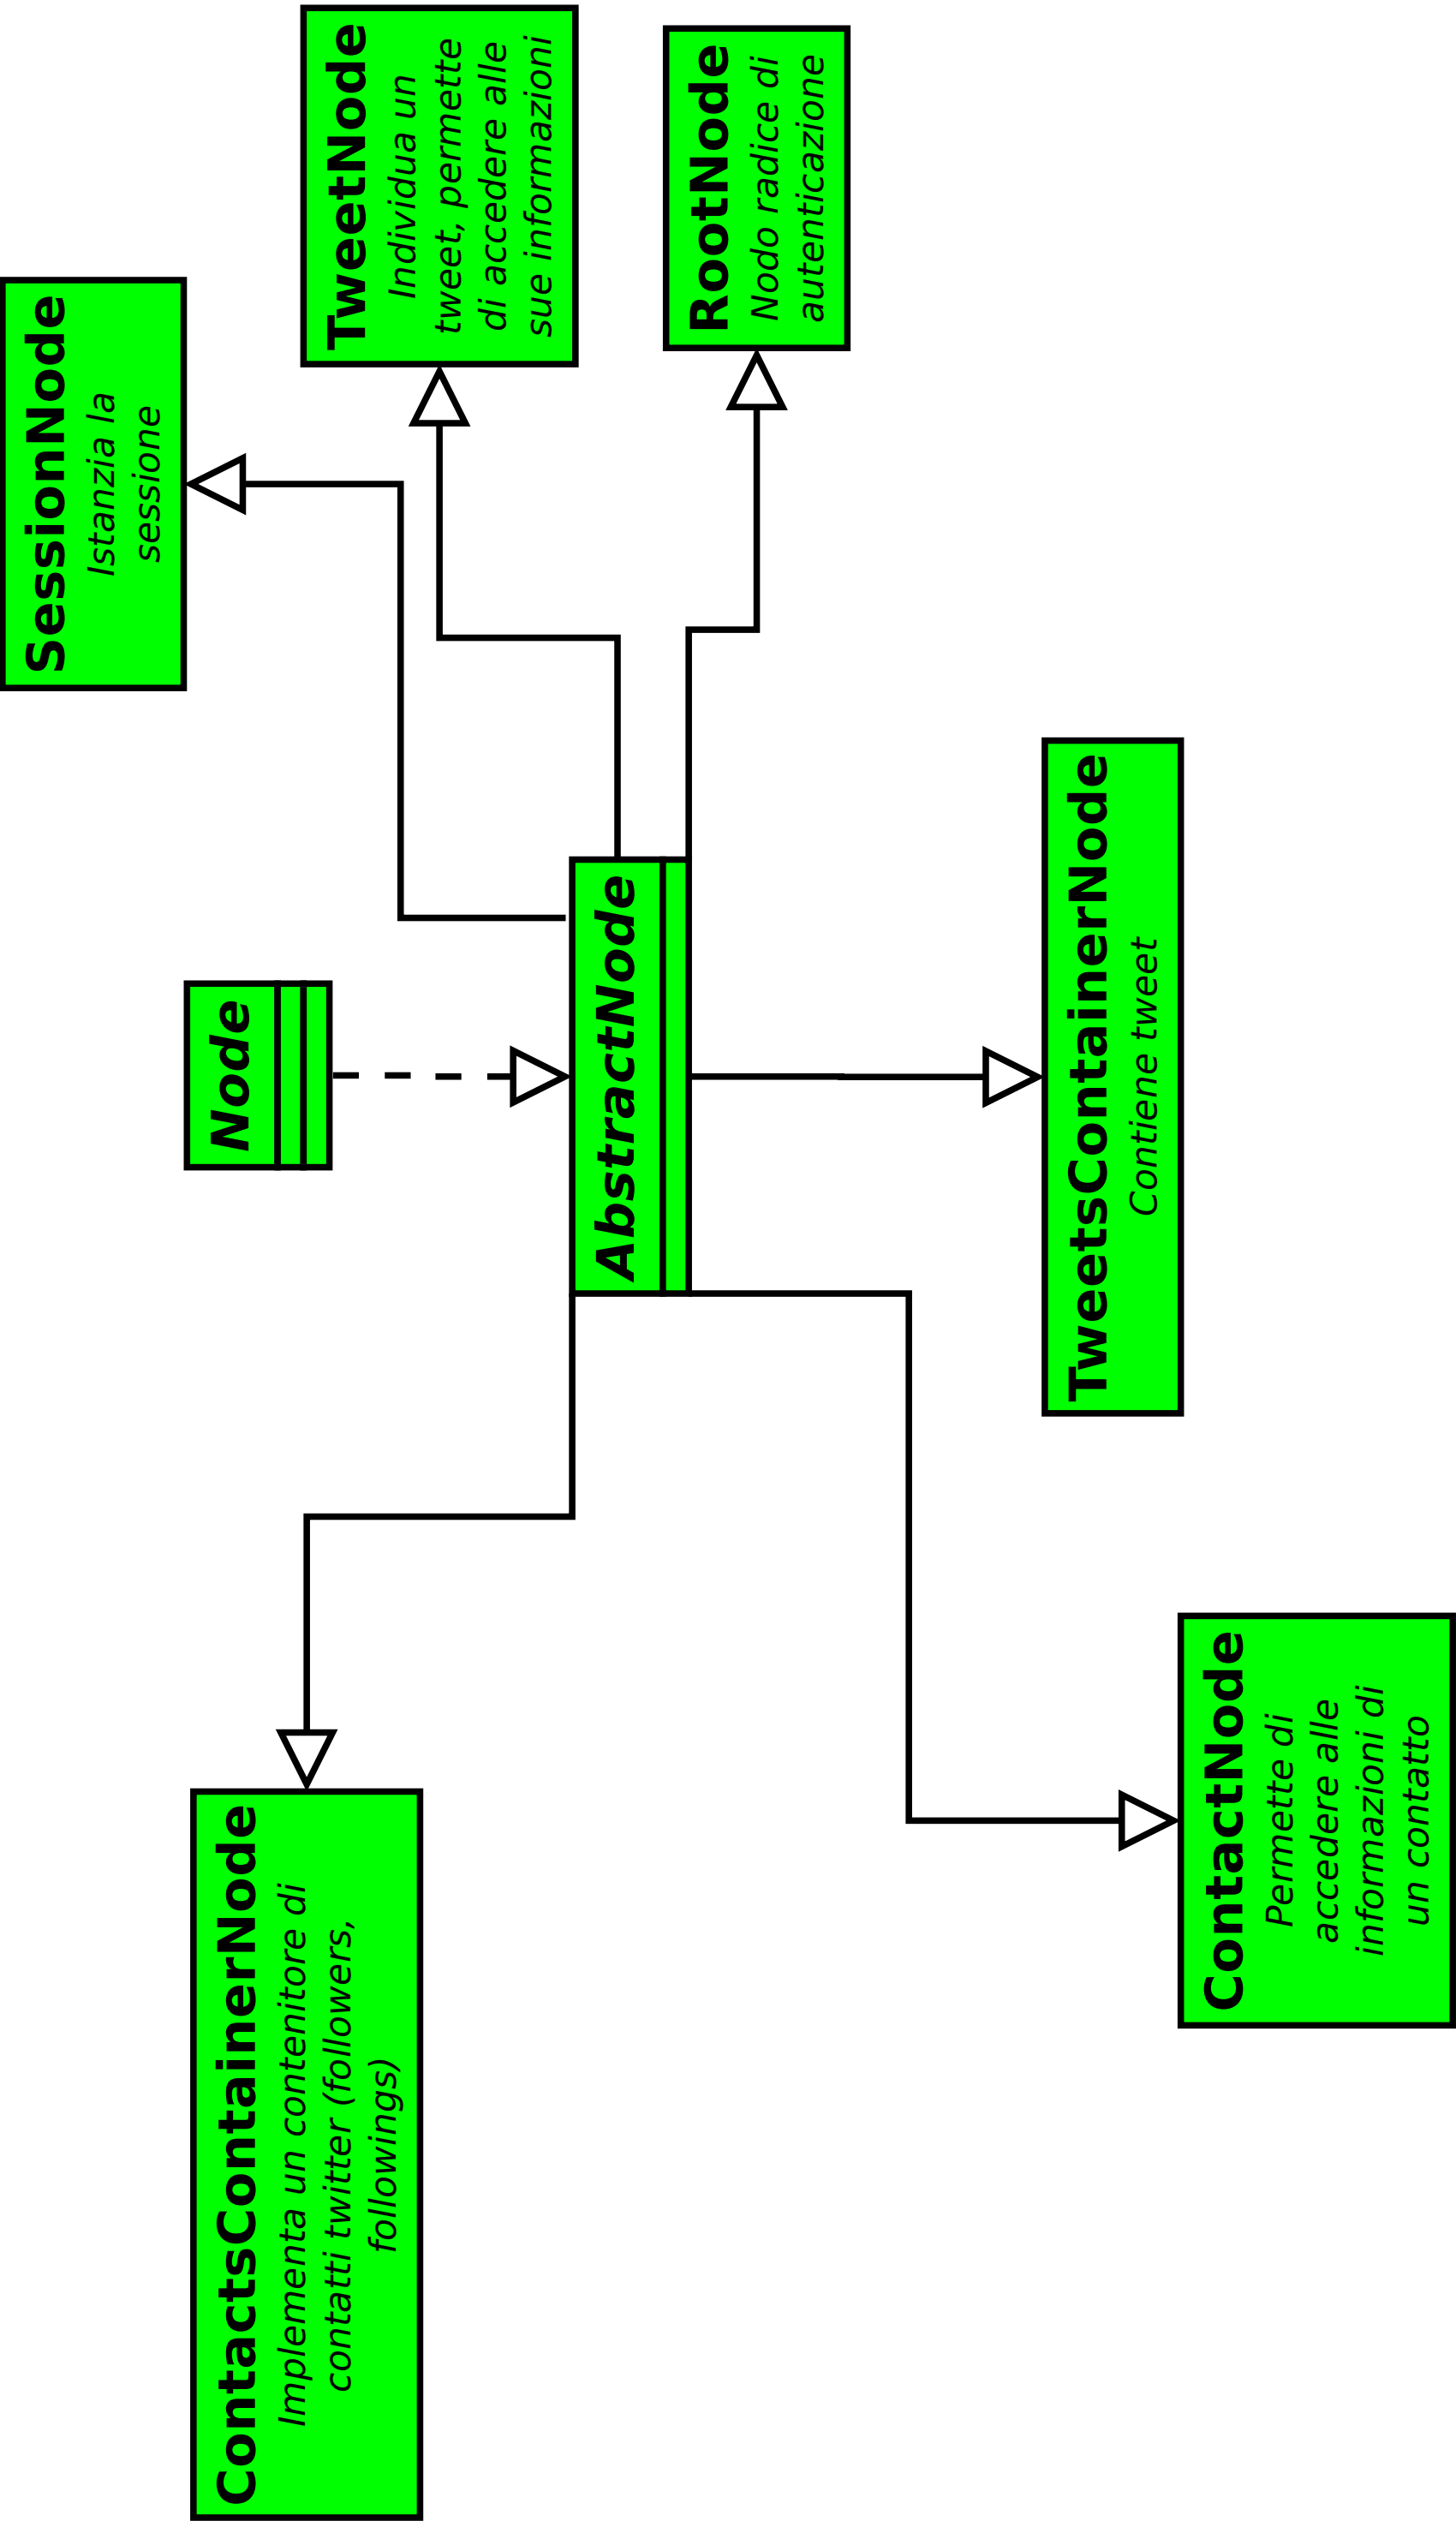 SessionNode
Istanzia la
sessione
TweetNode
Individua un
tweet, permette
di accedere alle
sue informazioni
RootNode
Nodo radice di
autenticazione
Node
AbstractNode
TweetsContainerNode
Contiene tweet
ContactsContainerNode
Implementa un contenitore di
contatti twitter (followers,
followings)
ContactNode
Permette di
accedere alle
informazioni di
un contatto